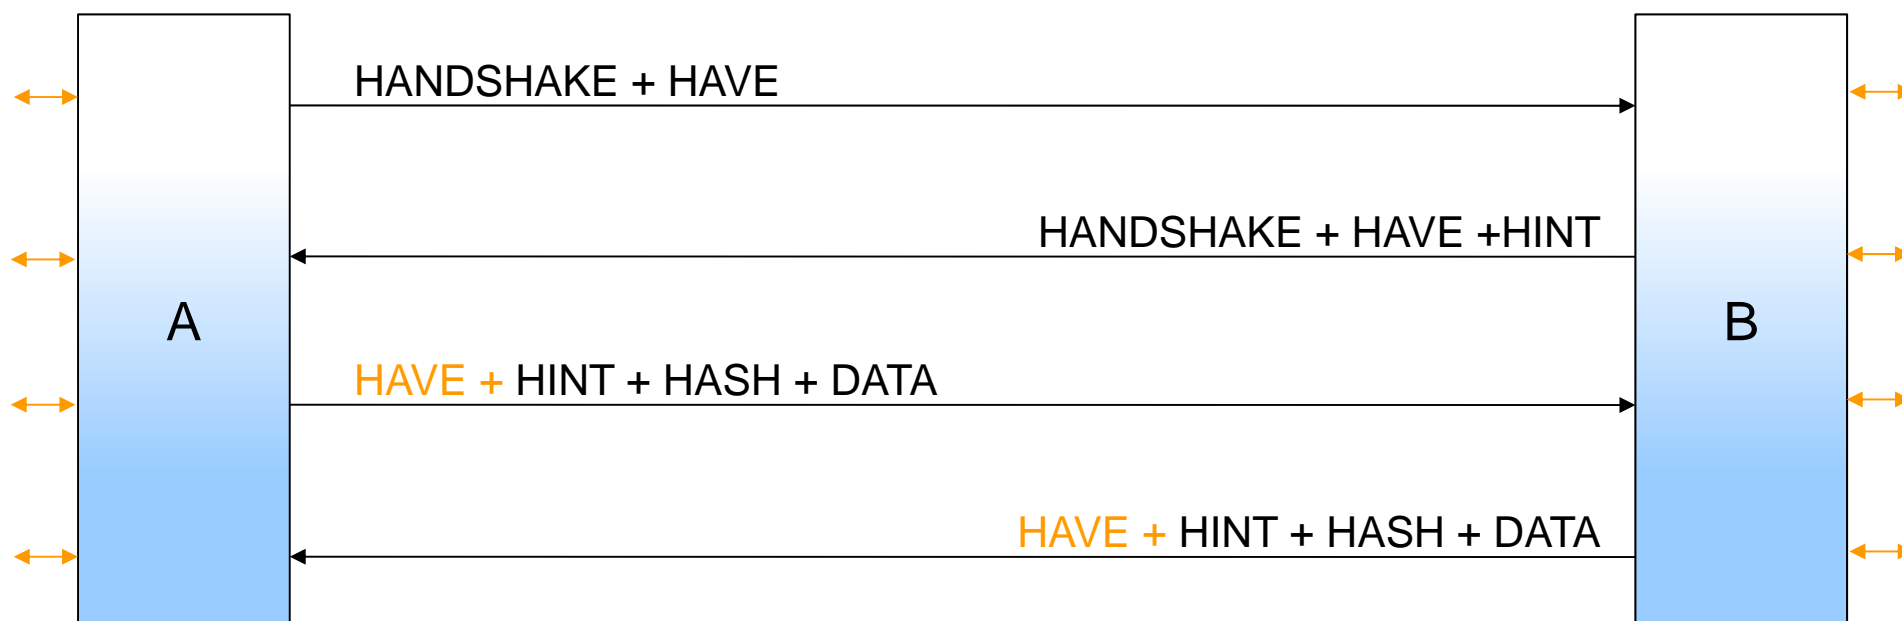 HANDSHAKE + HAVE
HANDSHAKE + HAVE +HINT
A
B
HAVE + HINT + HASH + DATA
HAVE + HINT + HASH + DATA